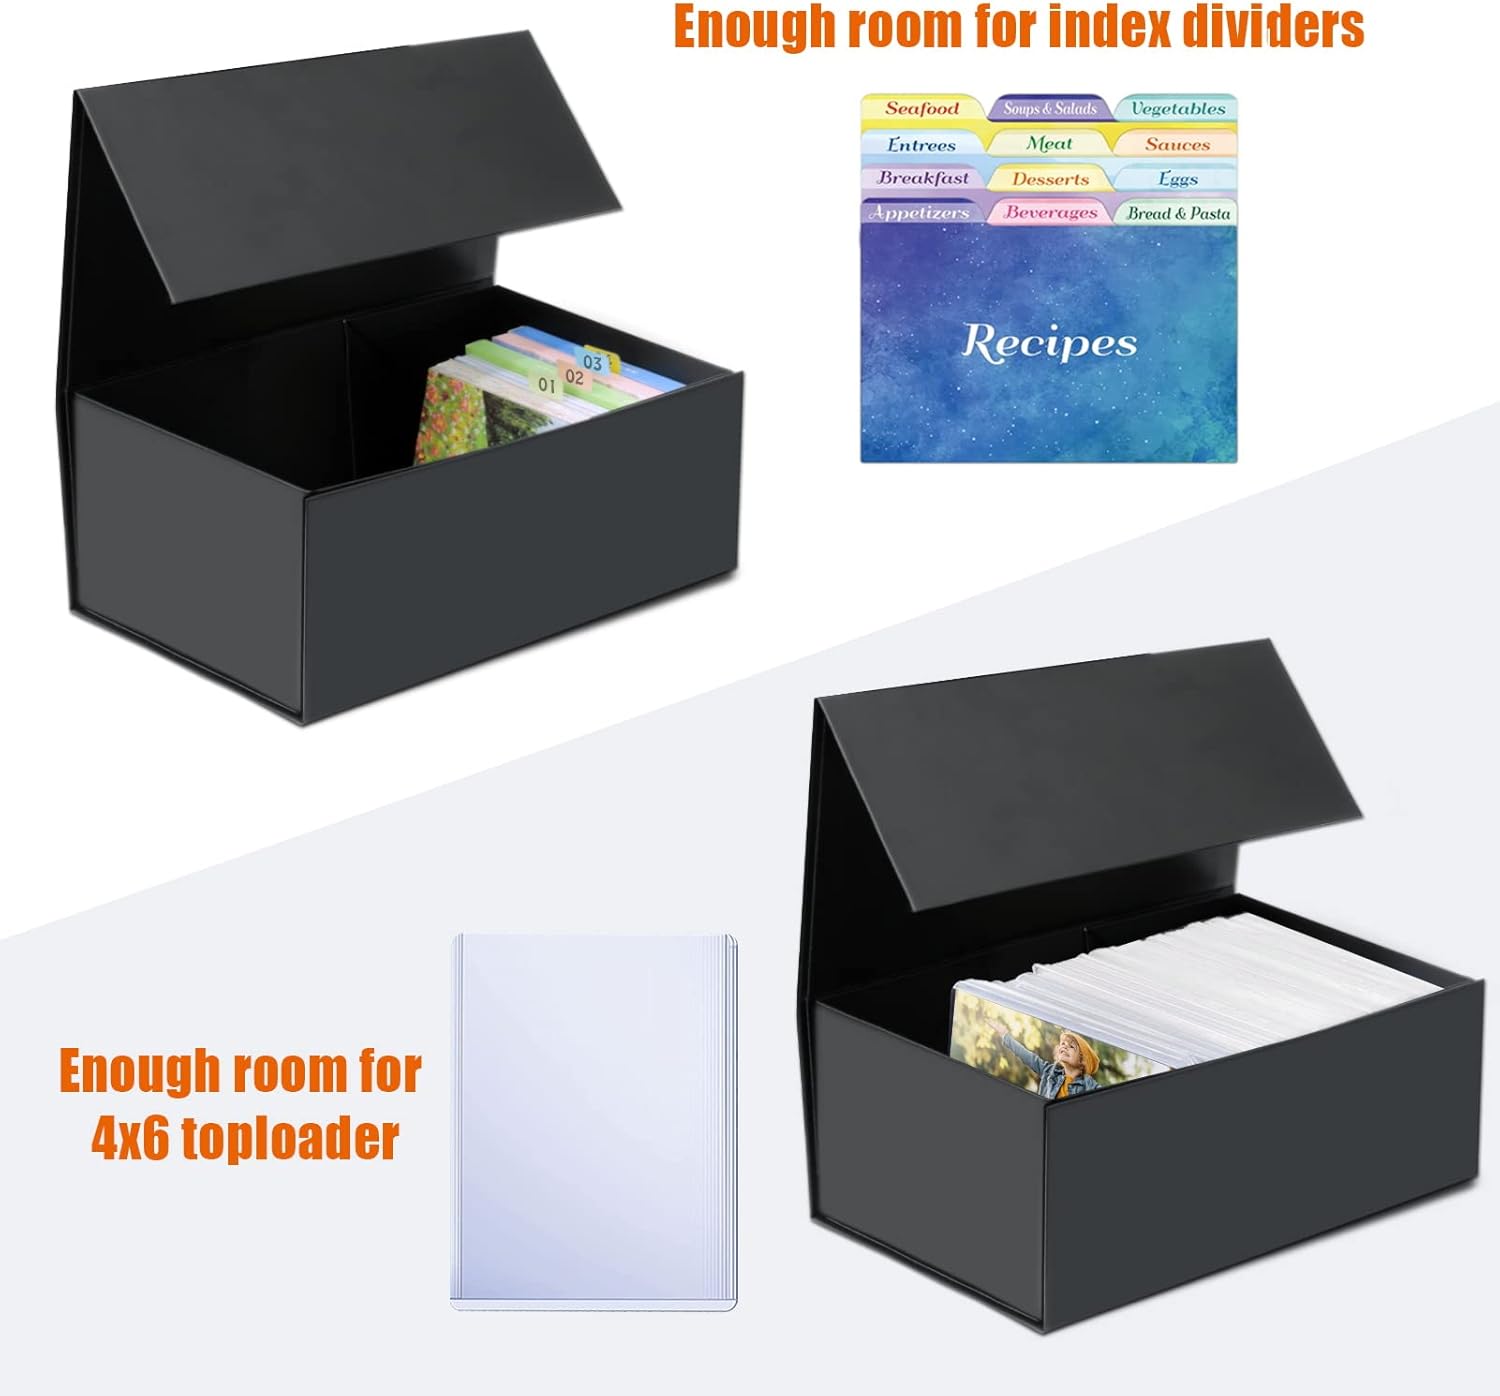 Enough room for index dividers
Seafood Soups & Salads Vegetables
Entrees Meat Sauces
Breakfast Desserts Eggs
Appetizers Beverages Bread & Pasta
Recipes
01 02 03
Enough room for
4x6 toploader